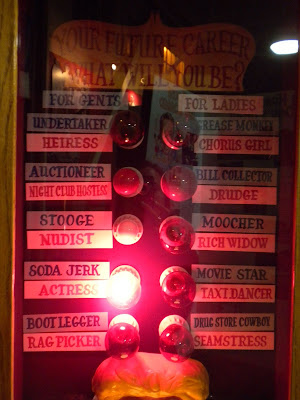 YOUR FUTURE CAREER
WHAT WILL YOU BE?
FOR GENTS
UNDERTAKER
HEIRESS
AUCTIONEER
NIGHT CLUB HOSTESS
STOOGE
NUDIST
SODA JERK
ACTRESS
BOOTLEGGER
RAG PICKER
FOR LADIES
GREASE MONKEY
CHORUS GIRL
BILL COLLECTOR
DRUDGE
MOOCHER
RICH WIDOW
MOVIE STAR
TAXI DANCER
DRUG STORE COWBOY
SEAMSTRESS